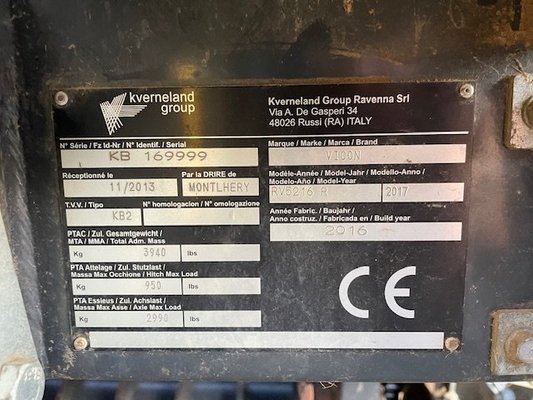 kverneland
group
Kverneland Group Ravenna Srl
Via A. De Gasperi 34
48026 Russi (RA) ITALY
N° Série / Fz Id-Nr / N° Identif. / Serial
KB 169999
Marque / Marke / Marca / Brand
VICON
Réceptionné le
11/2013
Par la DRIRE de
MONTLHERY
Modèle-Année / Model-Jahr / Modello-Anno /
Modelo-Año / Model-Year
RV5216 R
2017
T.V.V. / Tipo
KB2
N° homologacion / N° omologazione
Année Fabric. / Baujahr /
Anno costruz. / Fabricada en / Build year
2016
PTAC / Zul. Gesamtgewicht /
MTA / MMA / Total Adm. Mass
Kg
3940
lbs
PTA Attelage / Zul. Stutzlast /
Massa Max Occhione / Hitch Max Load
Kg
950
lbs
PTA Essieus / Zul. Achslast /
Massa Max Asse / Axle Max Load
Kg
2990
lbs
CE